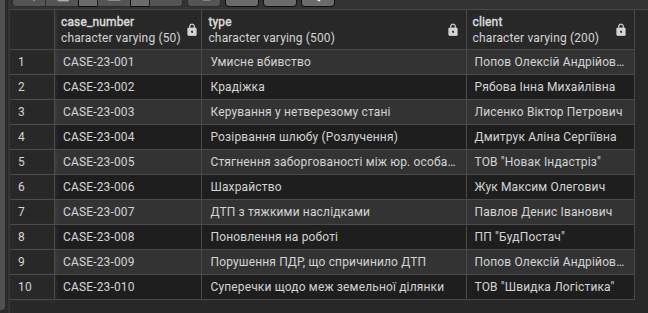 case_number type client
character varying (50) character varying (500) character varying (200)
1 CASE-23-001 Умисне вбивство Попов Олексій Андрійов...
2 CASE-23-002 Крадіжка Рябова Інна Михайлівна
3 CASE-23-003 Керування у нетверезому стані Лисенко Віктор Петрович
4 CASE-23-004 Розірвання шлюбу (Розлучення) Дмитрук Аліна Сергіївна
5 CASE-23-005 Стягнення заборгованості між юр. особа... ТОВ "Новак Індастріз"
6 CASE-23-006 Шахрайство Жук Максим Олегович
7 CASE-23-007 ДТП з тяжкими наслідками Павлов Денис Іванович
8 CASE-23-008 Поновлення на роботі ПП "БудПостач"
9 CASE-23-009 Порушення ПДР, що спричинило ДТП Попов Олексій Андрійов...
10 CASE-23-010 Суперечки щодо меж земельної ділянки ТОВ "Швидка Логістика"